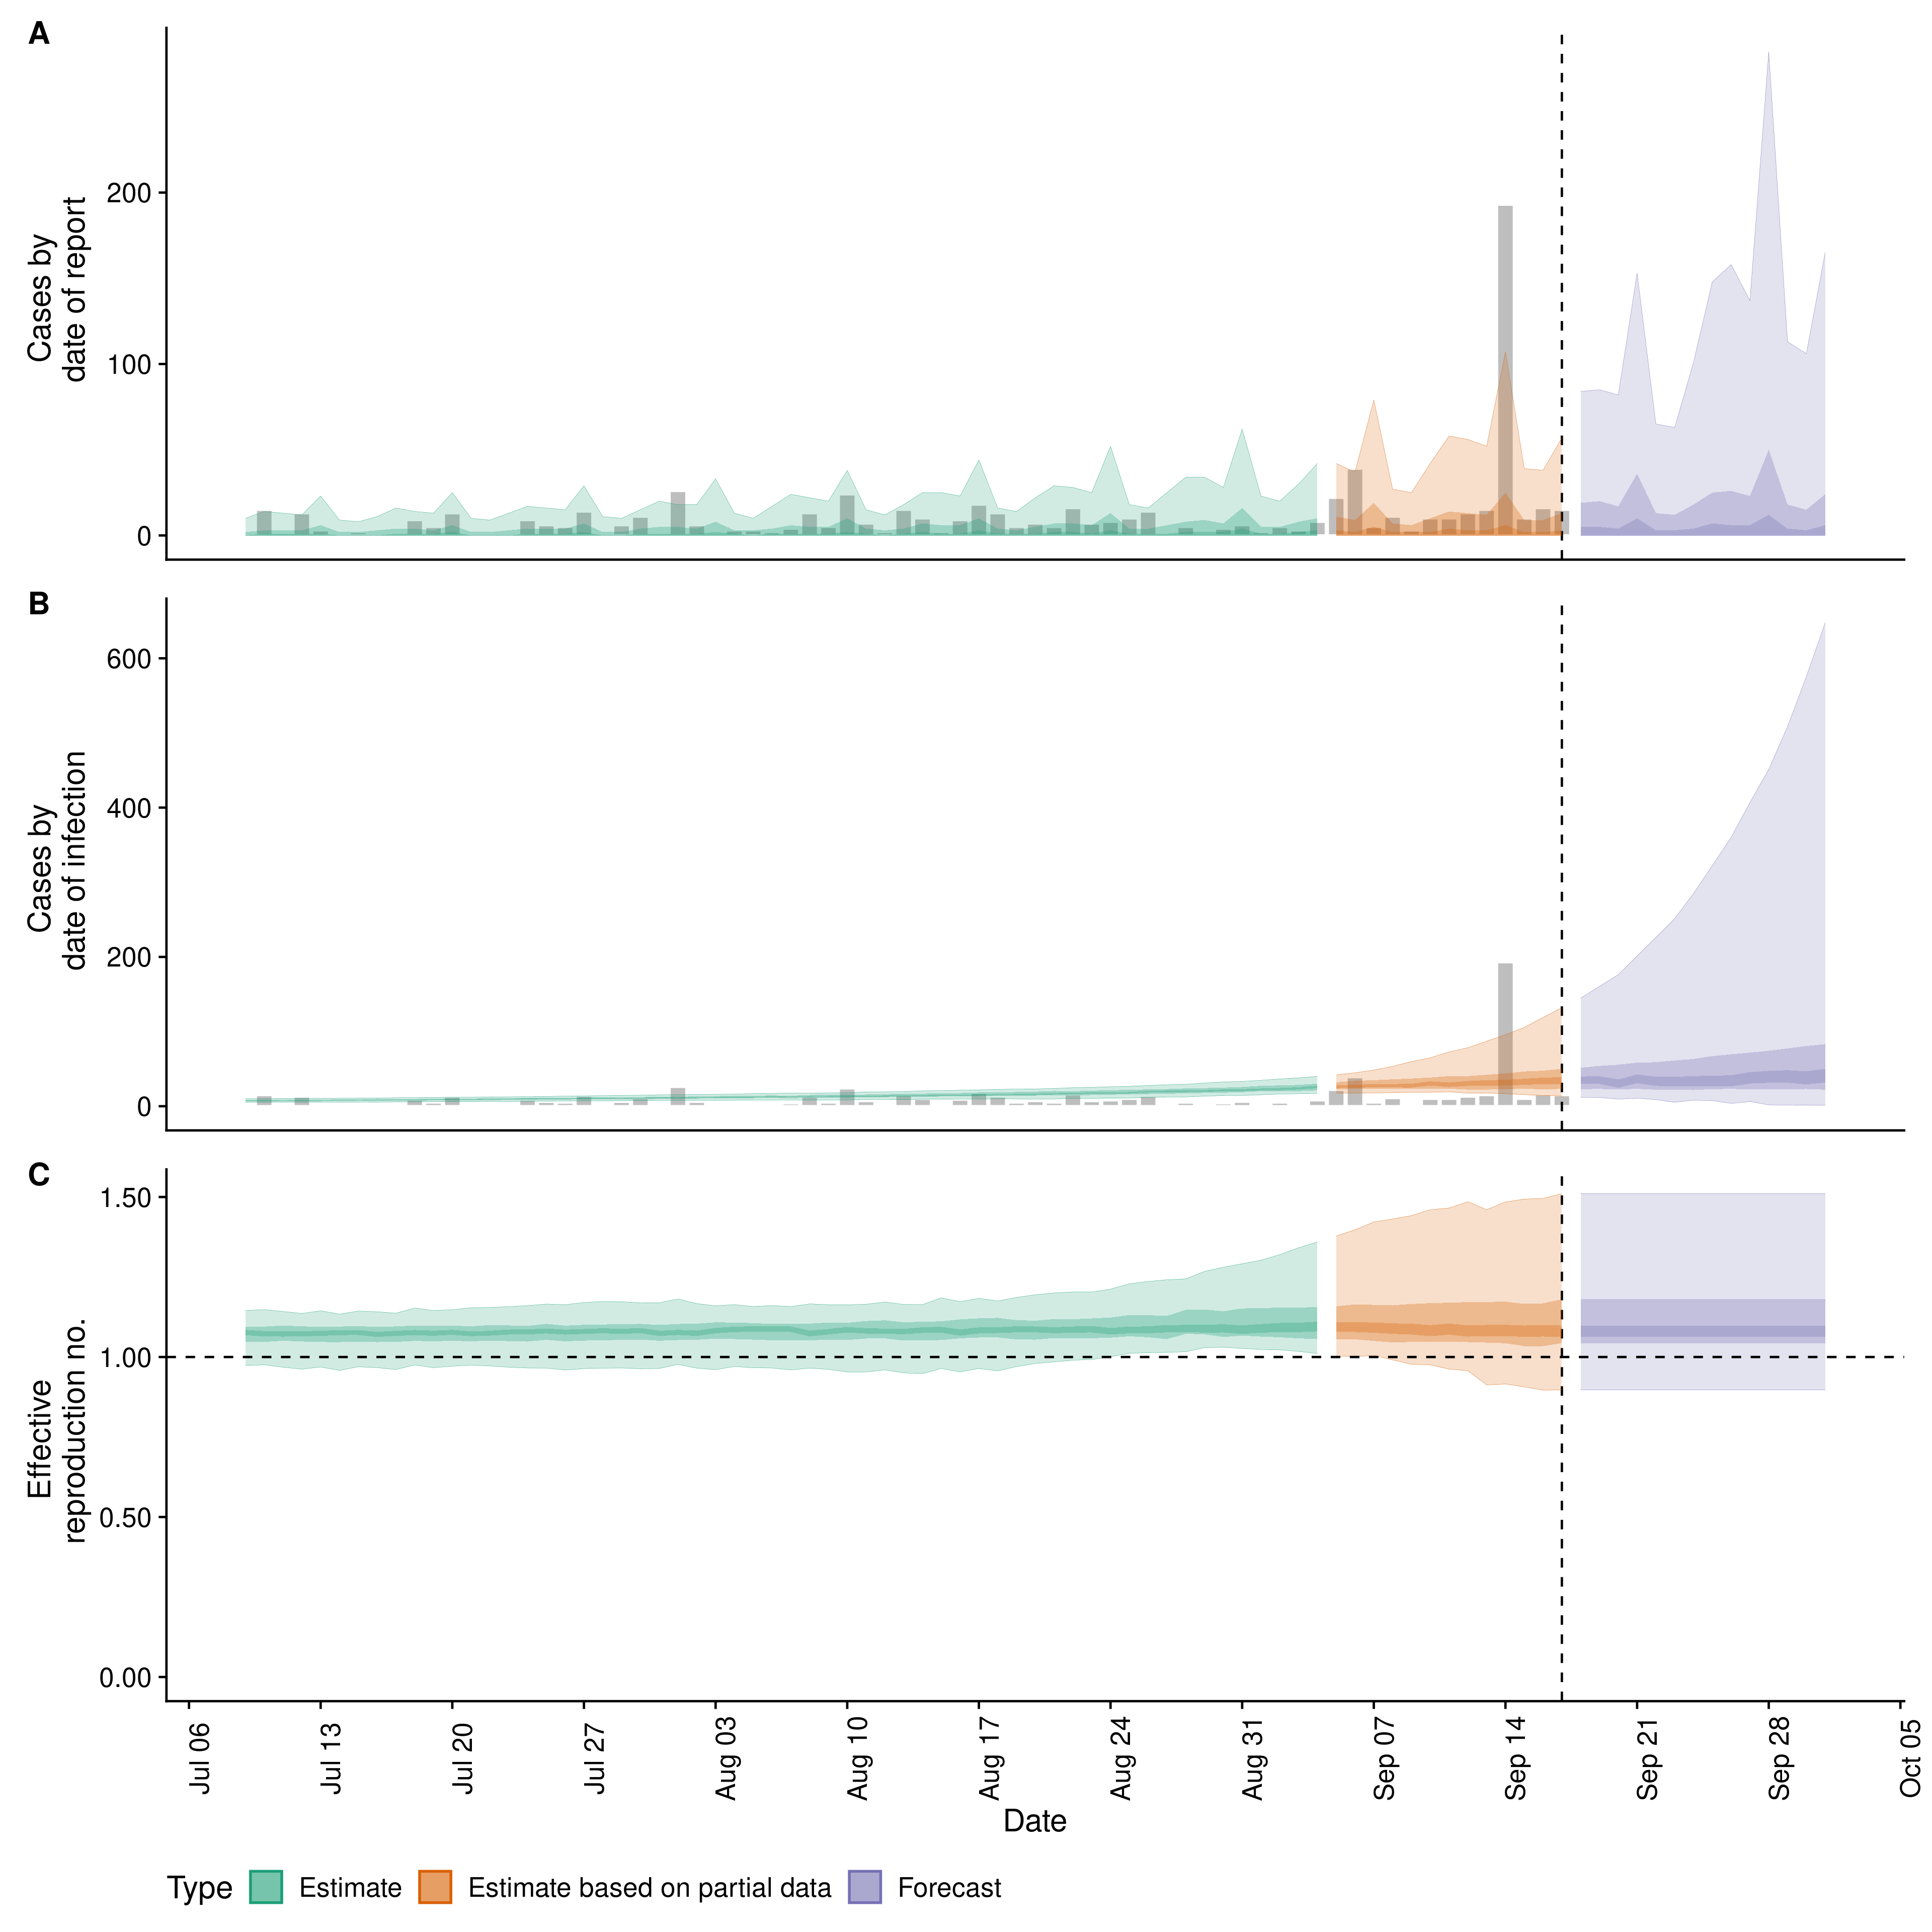 A
Cases by
date of report
200
100
0
B
Cases by
date of infection
600
400
200
0
C
Effective
reproduction no.
1.50
1.00
0.50
0.00
Jul 06
Jul 13
Jul 20
Jul 27
Aug 03
Aug 10
Aug 17
Aug 24
Aug 31
Sep 07
Sep 14
Sep 21
Sep 28
Oct 05
Date
Type Estimate Estimate based on partial data Forecast